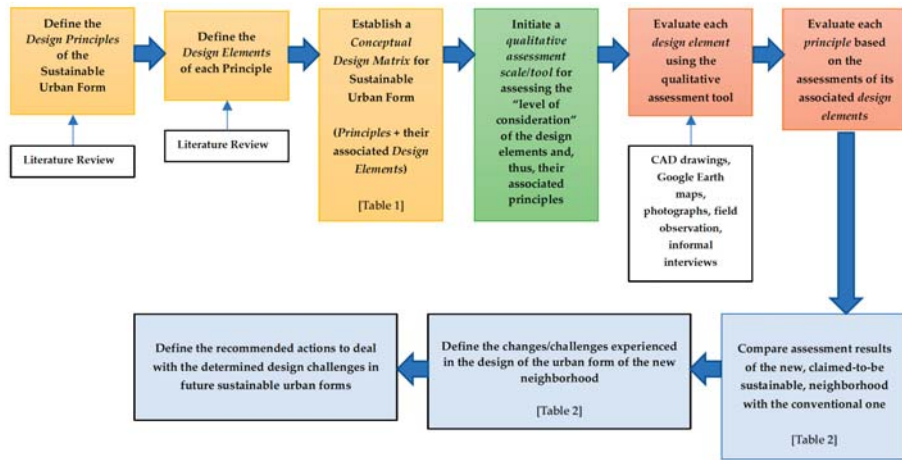 Define the
Design Principles
of the
Sustainable
Urban Form
Literature Review
Define the
Design Elements
of each Principle
Literature Review
Establish a
Conceptual
Design Matrix for
Sustainable
Urban Form
(Principles + their
associated Design
Elements)
[Table 1]
Initiate a
qualitative
assessment
scale/tool for
assessing the
“level of
consideration”
of the design
elements and,
thus, their
associated
principles
Evaluate each
design element
using the
qualitative
assessment tool
CAD drawings,
Google Earth
maps,
photographs, field
observation,
informal
interviews
Evaluate each
principle based
on the
assessments of its
associated design
elements
Compare assessment
results of the new,
claimed-to-be
sustainable, neighborhood
with the conventional one
[Table 2]
Define the changes/challenges experienced
in the design of the urban form of the new
neighborhood
[Table 2]
Define the recommended actions to deal
with the determined design challenges in
future sustainable urban forms